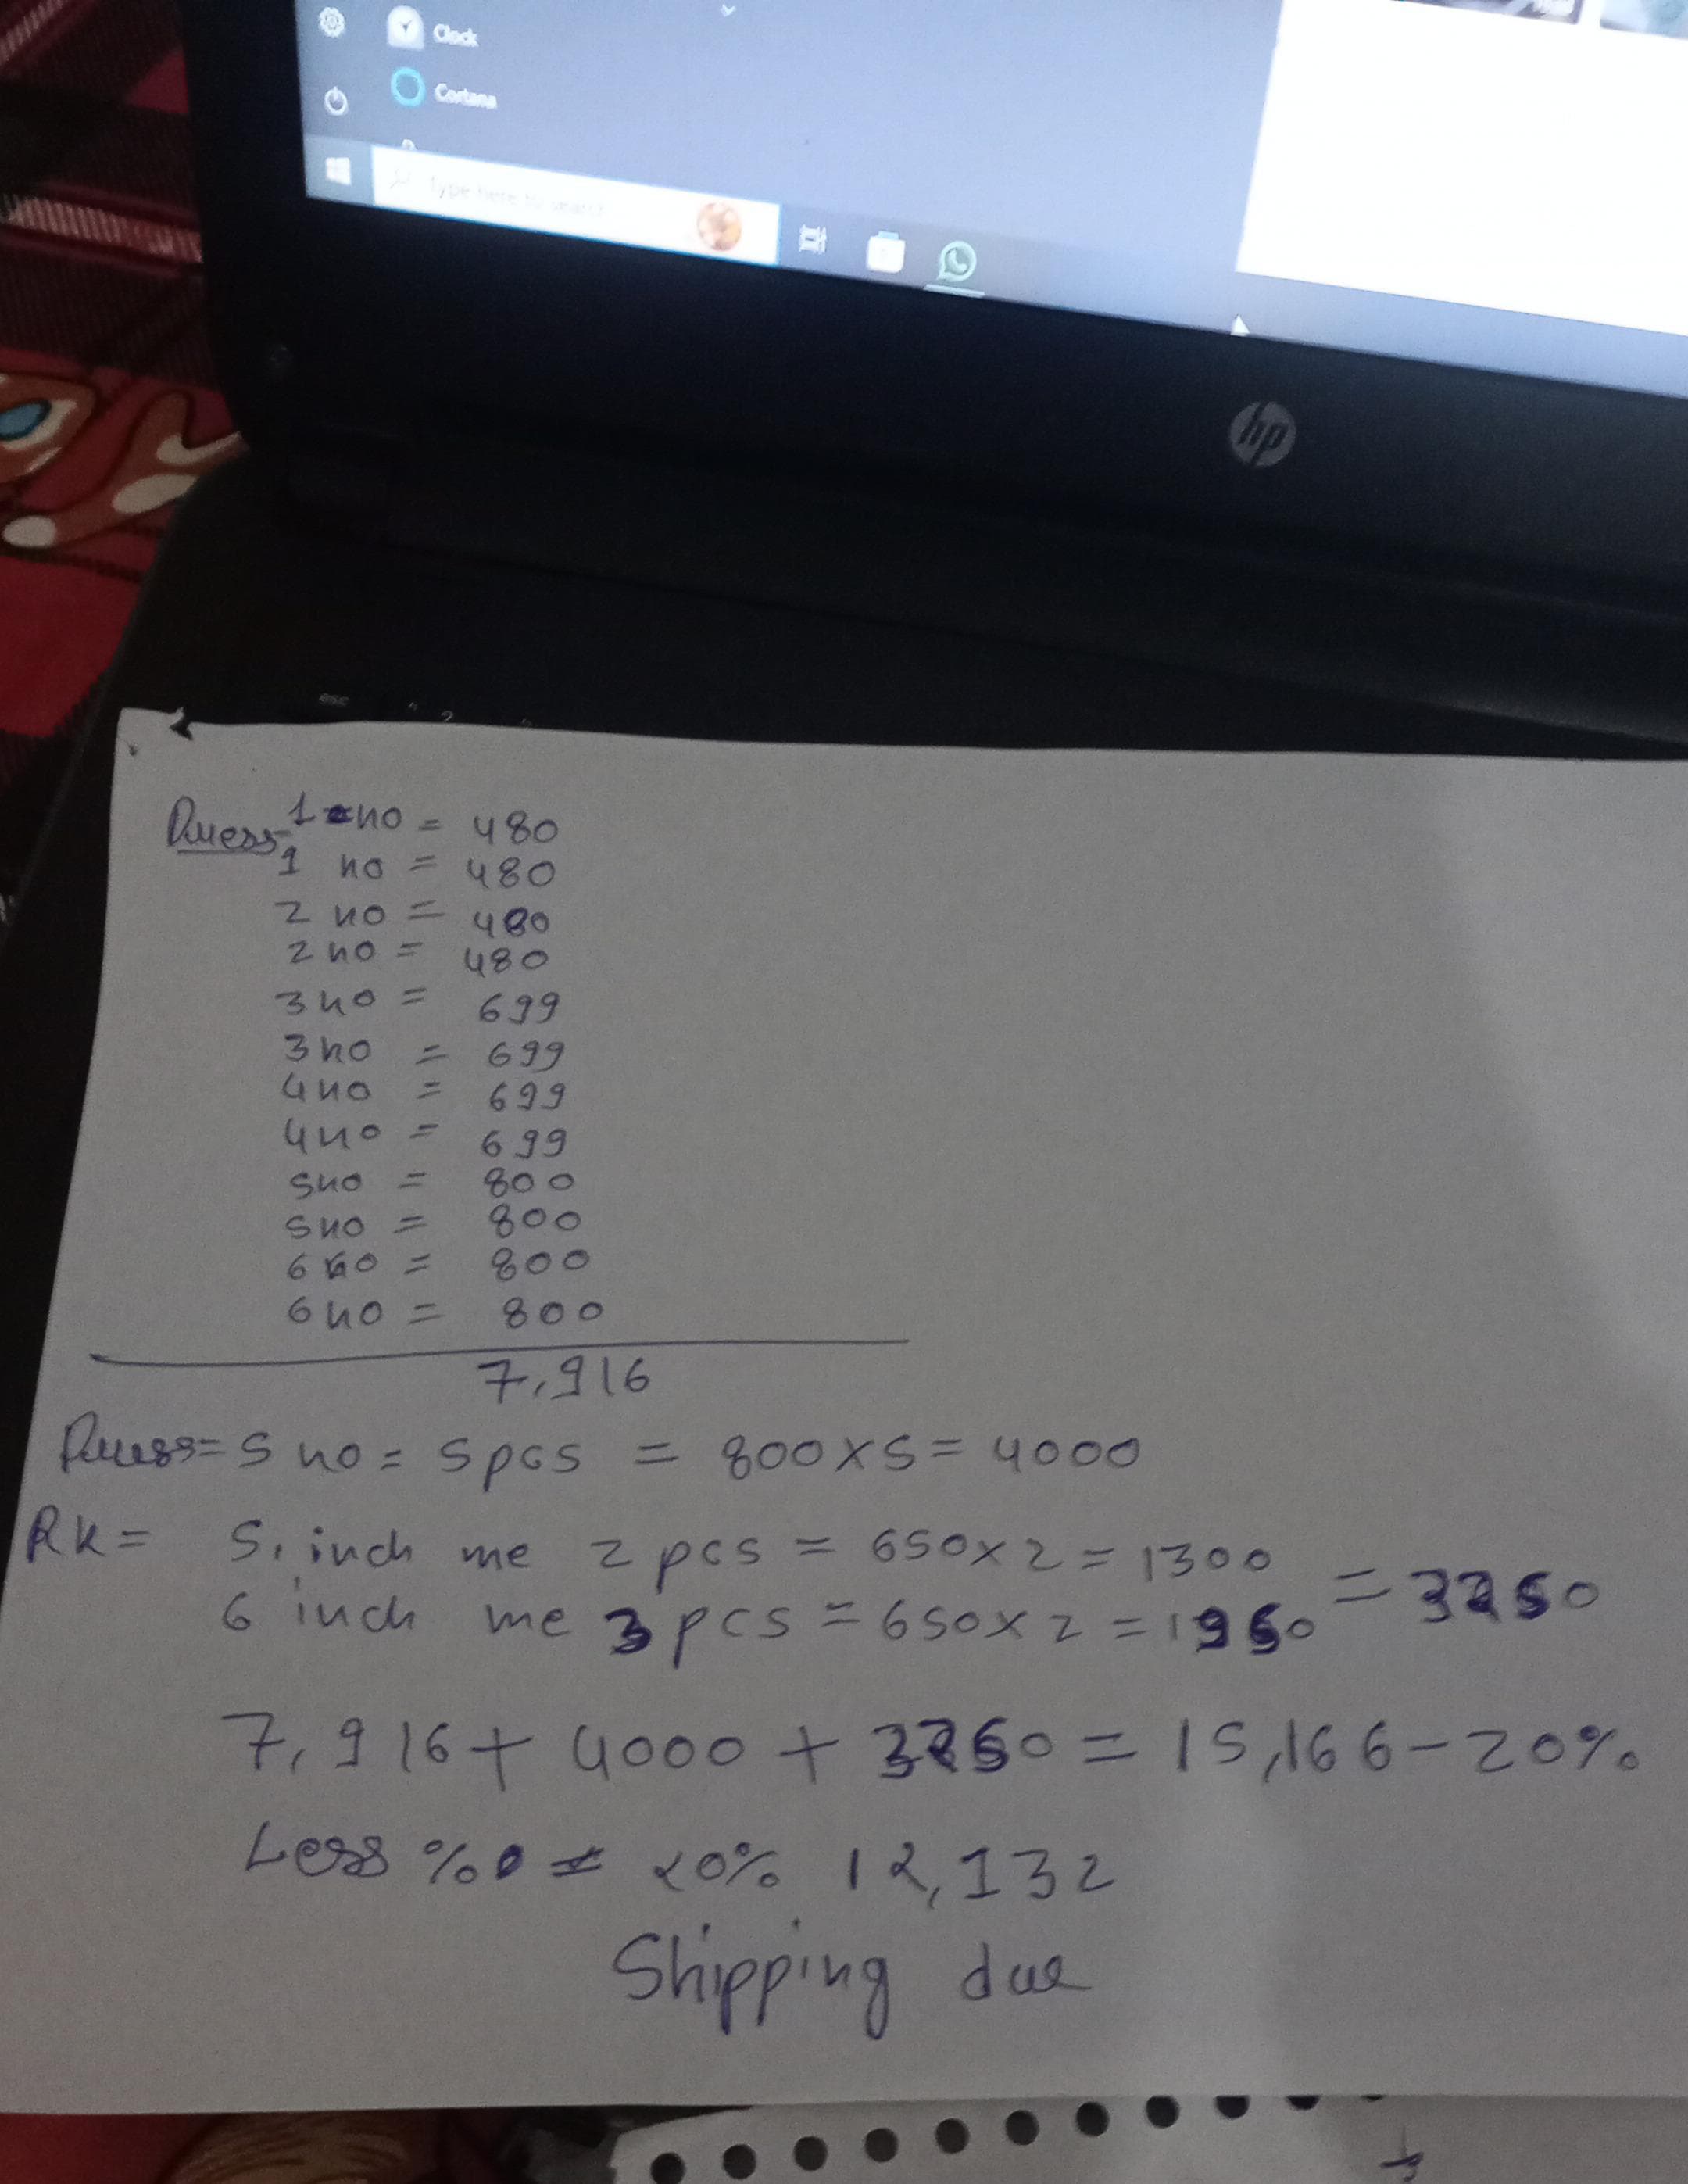 Clock
Cortana
Type here to search
hp
esc
Dress 1 no = 480
1 no = 480
2 no = 480
2 no = 480
3 no = 699
3 no = 699
4 no = 699
4 no = 699
5 no = 800
5 no = 800
6 no = 800
6 no = 800
7,916
Dress = 5 no = 5 pcs = 800 x 5 = 4000
RK = 5, inch me 2 pcs = 650 x 2 = 1300
6 inch me 3 pcs = 650 x 2 = 1950 = 3250
7,916 + 4000 + 3250 = 15,166 - 20%
Less % = 20% 12,132
Shipping due